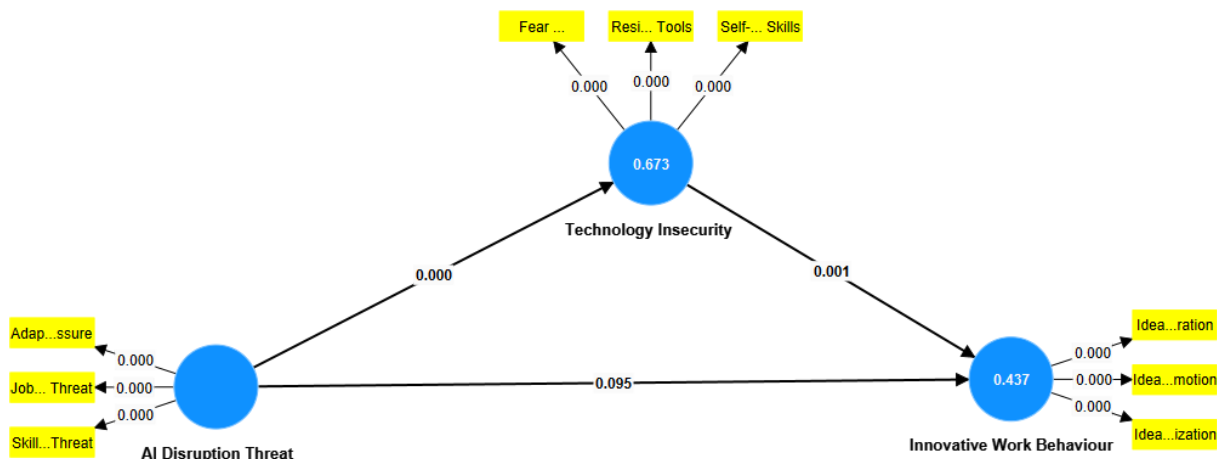 Fear ...
Resi... Tools
Self-... Skills
0.000
0.000
0.000
0.673
Technology Insecurity
0.000
0.001
Adap...ssure
Job... Threat
Skill...Threat
0.000
0.000
0.000
AI Disruption Threat
0.095
0.437
Innovative Work Behaviour
0.000
0.000
0.000
Idea...ration
Idea...motion
Idea...ization